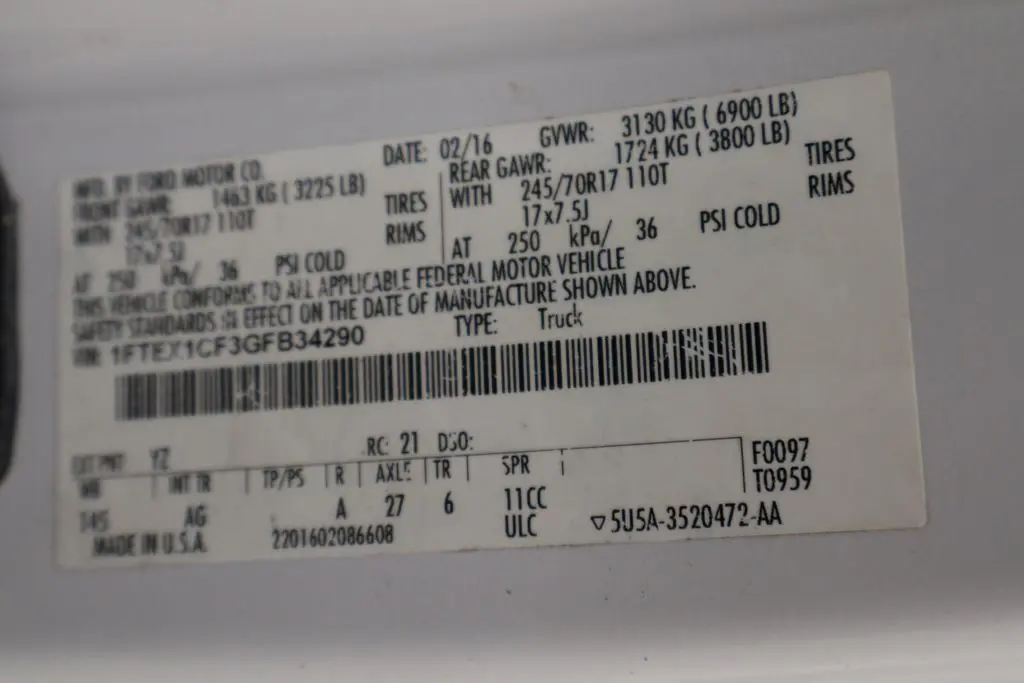 MFD. BY FORD MOTOR CO. DATE: 02/16 GVWR: 3130 KG ( 6900 LB)
FRONT GAWR: 1463 KG ( 3225 LB) REAR GAWR: 1724 KG ( 3800 LB)
WITH 245/70R17 110T TIRES WITH 245/70R17 110T TIRES
17x7.5J RIMS 17x7.5J RIMS
AT 250 kPa/ 36 PSI COLD AT 250 kPa/ 36 PSI COLD
THIS VEHICLE CONFORMS TO ALL APPLICABLE FEDERAL MOTOR VEHICLE
SAFETY STANDARDS IN EFFECT ON THE DATE OF MANUFACTURE SHOWN ABOVE.
VIN: 1FTEX1CF3GFB34290 TYPE: Truck
EXT PNT YZ RC: 21 DSO: F0097
WB INT TR TP/PS R AXLE TR SPR T0959
145 AG A 27 6 11CC
MADE IN U.S.A. 2201602086608 ULC ▽5U5A-3520472-AA